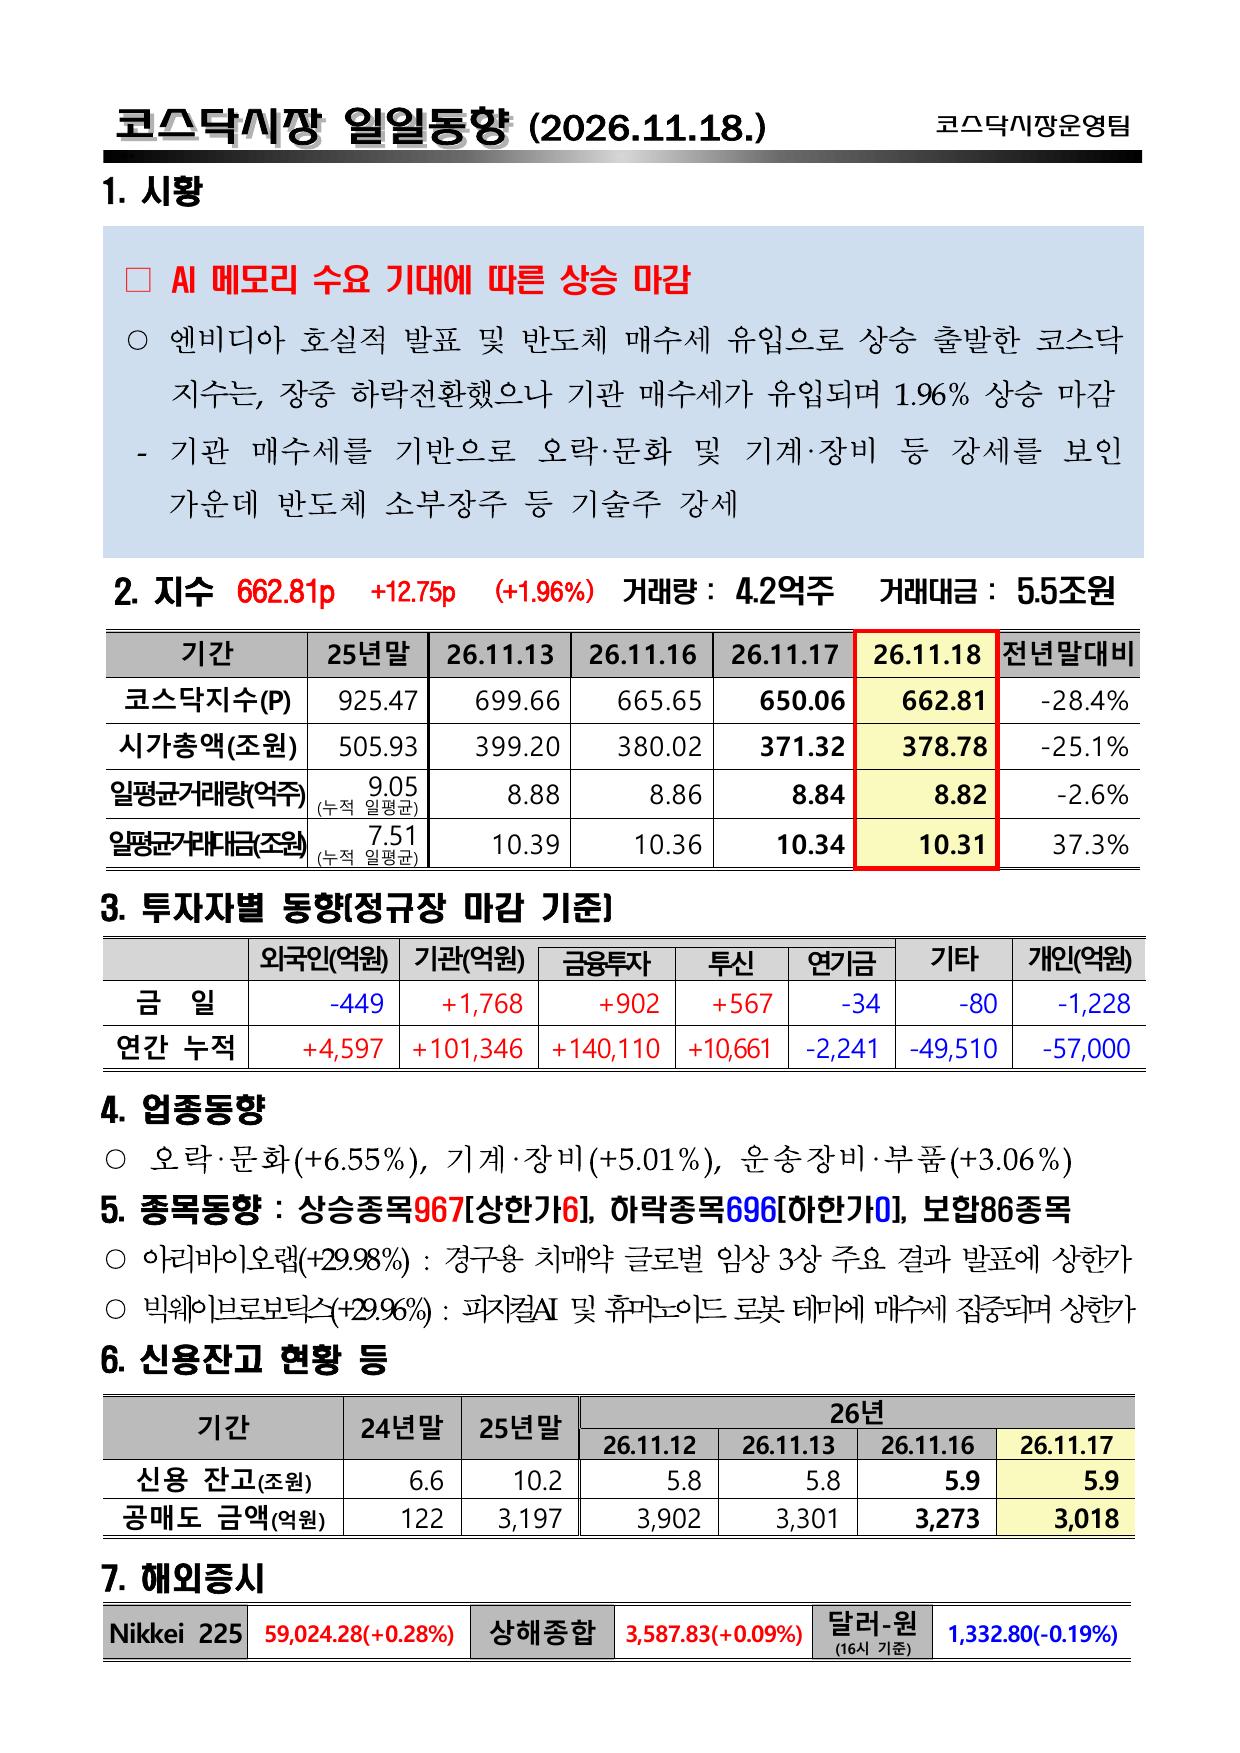 코스닥시장 일일동향 (2026.11.18.) 코스닥시장운영팀
1. 시황
□ AI 메모리 수요 기대에 따른 상승 마감
○ 엔비디아 호실적 발표 및 반도체 매수세 유입으로 상승 출발한 코스닥
지수는, 장중 하락전환했으나 기관 매수세가 유입되며 1.96% 상승 마감
- 기관 매수세를 기반으로 오락·문화 및 기계·장비 등 강세를 보인
가운데 반도체 소부장주 등 기술주 강세
2. 지수 662.81p +12.75p (+1.96%) 거래량 : 4.2억주 거래대금 : 5.5조원
기간 25년말 26.11.13 26.11.16 26.11.17 26.11.18 전년말대비
코스닥지수(P) 925.47 699.66 665.65 650.06 662.81 -28.4%
시가총액(조원) 505.93 399.20 380.02 371.32 378.78 -25.1%
일평균거래량(억주) 9.05 (누적 일평균) 8.88 8.86 8.84 8.82 -2.6%
일평균거래대금(조원) 7.51 (누적 일평균) 10.39 10.36 10.34 10.31 37.3%
3. 투자자별 동향(정규장 마감 기준)
외국인(억원) 기관(억원) 금융투자 투신 연기금 기타 개인(억원)
금 일 -449 +1,768 +902 +567 -34 -80 -1,228
연간 누적 +4,597 +101,346 +140,110 +10,661 -2,241 -49,510 -57,000
4. 업종동향
○ 오락·문화(+6.55%), 기계·장비(+5.01%), 운송장비·부품(+3.06%)
5. 종목동향 : 상승종목967[상한가6], 하락종목696[하한가0], 보합86종목
○ 아리바이오랩(+29.98%) : 경구용 치매약 글로벌 임상 3상 주요 결과 발표에 상한가
○ 빅웨이브로보틱스(+29.96%) : 피지컬AI 및 휴머노이드 로봇 테마에 매수세 집중되며 상한가
6. 신용잔고 현황 등
기간 24년말 25년말 26년
26.11.12 26.11.13 26.11.16 26.11.17
신용 잔고(조원) 6.6 10.2 5.8 5.8 5.9 5.9
공매도 금액(억원) 122 3,197 3,902 3,301 3,273 3,018
7. 해외증시
Nikkei 225 59,024.28(+0.28%) 상해종합 3,587.83(+0.09%) 달러-원 (16시 기준) 1,332.80(-0.19%)